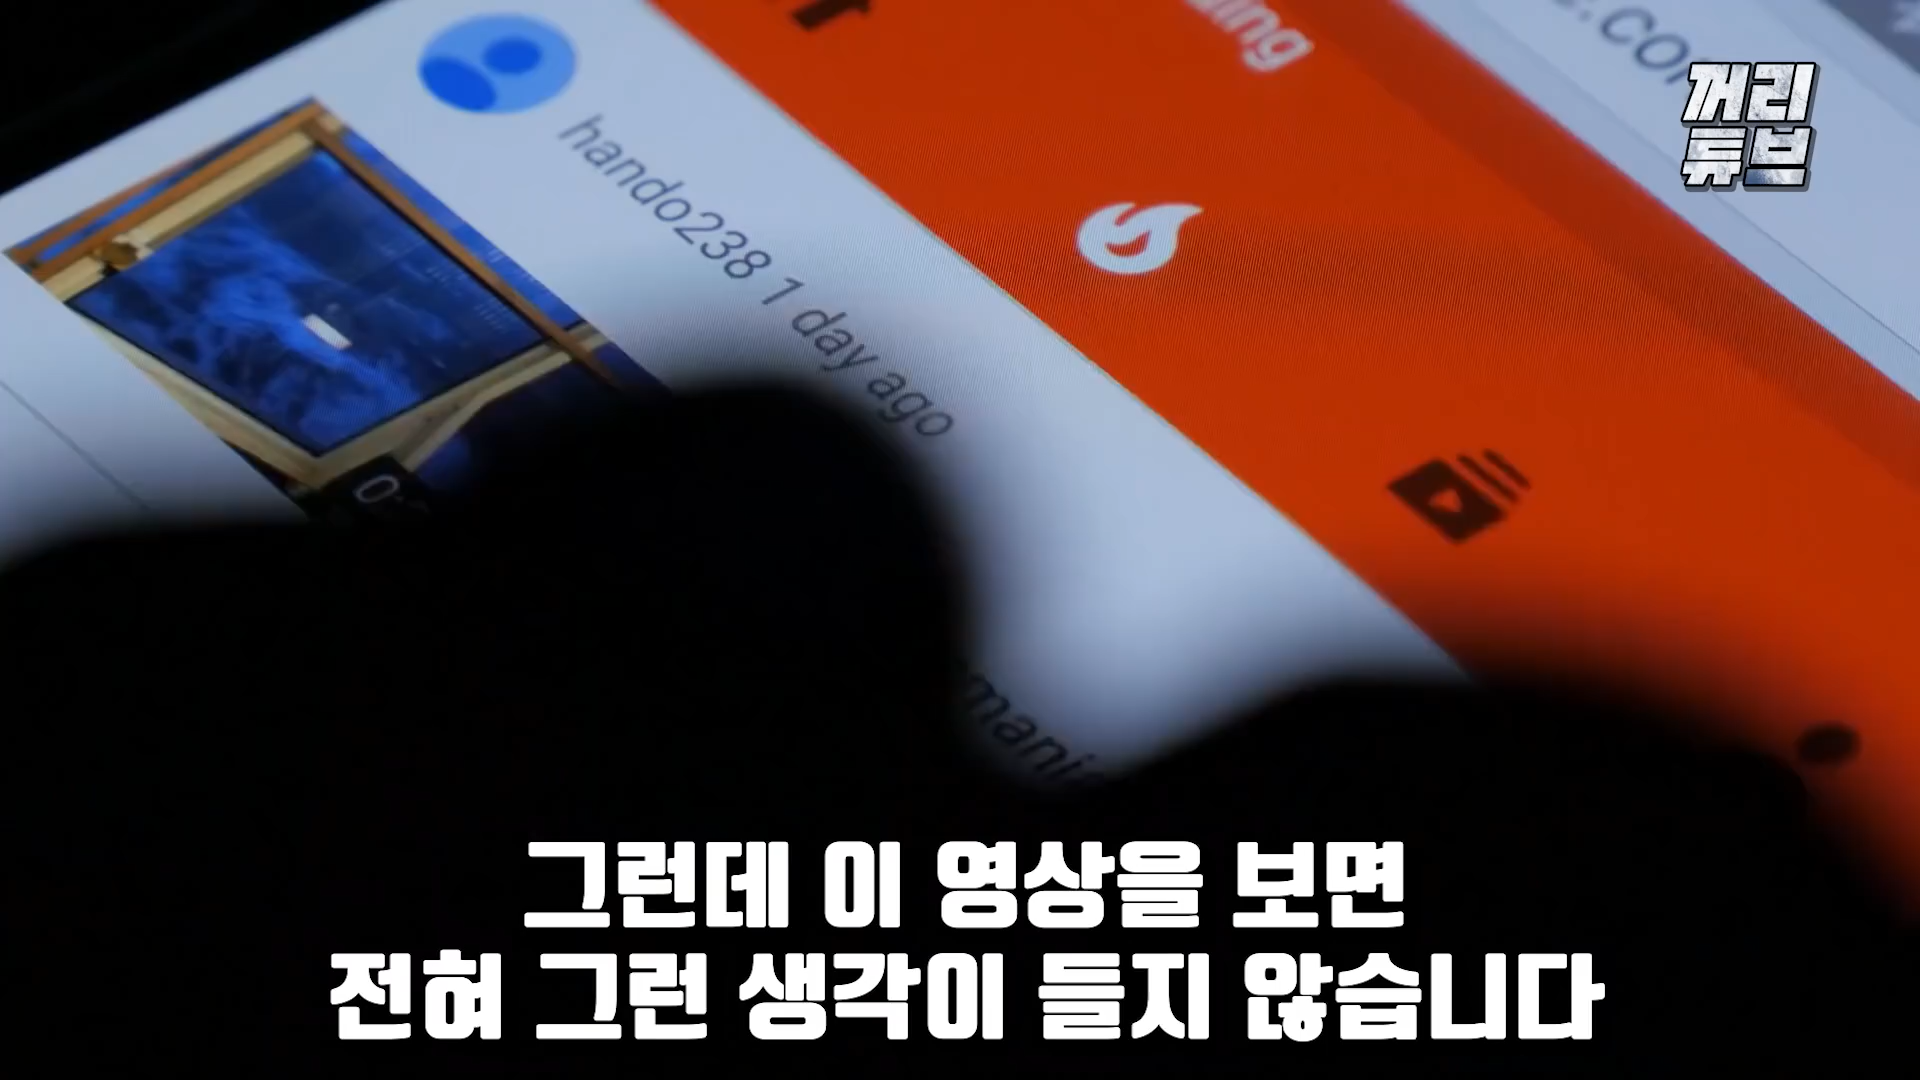 꺼리
튜브
hando238 1 day ago
그런데 이 영상을 보면
전혀 그런 생각이 들지 않습니다